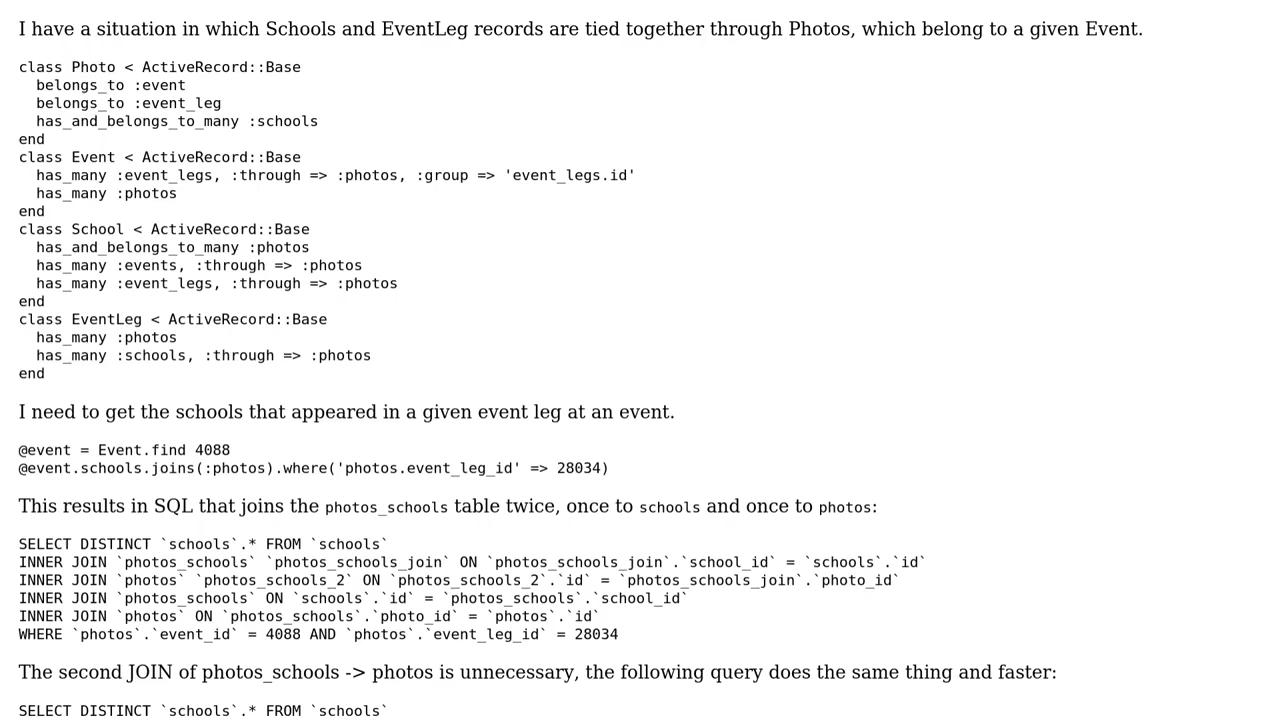 I have a situation in which Schools and EventLeg records are tied together through Photos, which belong to a given Event.
class Photo < ActiveRecord::Base
  belongs_to :event
  belongs_to :event_leg
  has_and_belongs_to_many :schools
end
class Event < ActiveRecord::Base
  has_many :event_legs, :through => :photos, :group => 'event_legs.id'
  has_many :photos
end
class School < ActiveRecord::Base
  has_and_belongs_to_many :photos
  has_many :events, :through => :photos
  has_many :event_legs, :through => :photos
end
class EventLeg < ActiveRecord::Base
  has_many :photos
  has_many :schools, :through => :photos
end
I need to get the schools that appeared in a given event leg at an event.
@event = Event.find 4088
@event.schools.joins(:photos).where('photos.event_leg_id' => 28034)
This results in SQL that joins the photos_schools table twice, once to schools and once to photos:
SELECT DISTINCT `schools`.* FROM `schools`
INNER JOIN `photos_schools` `photos_schools_join` ON `photos_schools_join`.`school_id` = `schools`.`id`
INNER JOIN `photos` `photos_schools_2` ON `photos_schools_2`.`id` = `photos_schools_join`.`photo_id`
INNER JOIN `photos_schools` ON `schools`.`id` = `photos_schools`.`school_id`
INNER JOIN `photos` ON `photos_schools`.`photo_id` = `photos`.`id`
WHERE `photos`.`event_id` = 4088 AND `photos`.`event_leg_id` = 28034
The second JOIN of photos_schools -> photos is unnecessary, the following query does the same thing and faster:
SELECT DISTINCT `schools`.* FROM `schools`